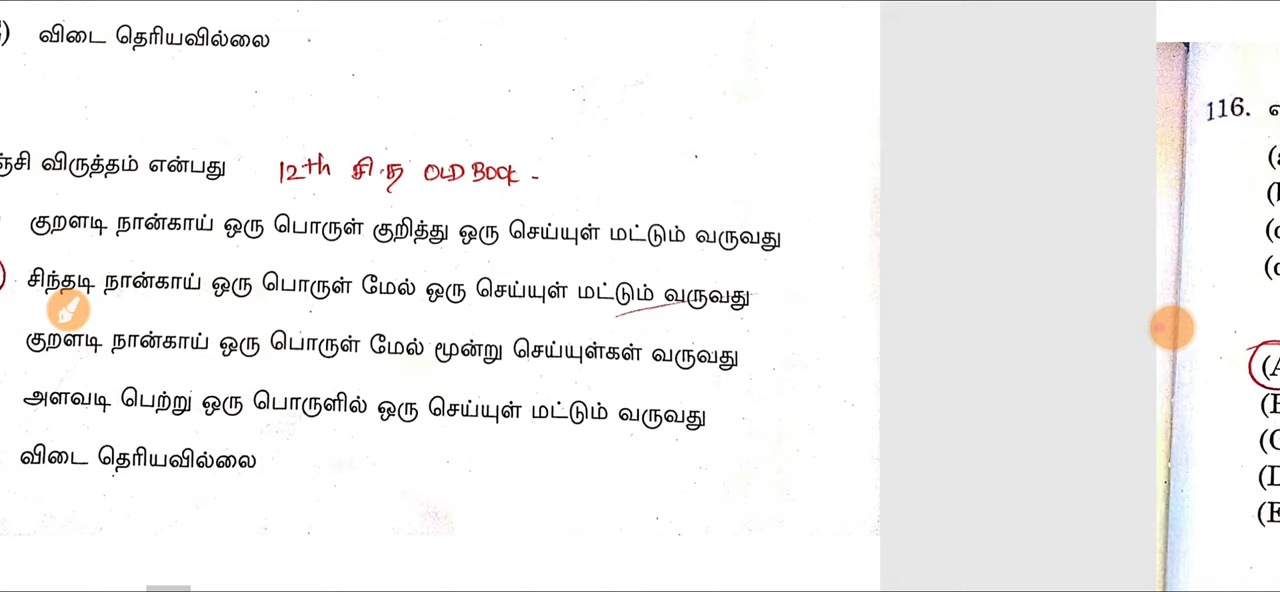 விடை தெரியவில்லை
விருத்தம் என்பது 12th சிறப்பு OLD BOOK -
குறளடி நான்காய் ஒரு பொருள் குறித்து ஒரு செய்யுள் மட்டும் வருவது
சிந்தடி நான்காய் ஒரு பொருள் மேல் ஒரு செய்யுள் மட்டும் வருவது
குறளடி நான்காய் ஒரு பொருள் மேல் மூன்று செய்யுள்கள் வருவது
அளவடி பெற்று ஒரு பொருளில் ஒரு செய்யுள் மட்டும் வருவது
விடை தெரியவில்லை
116.